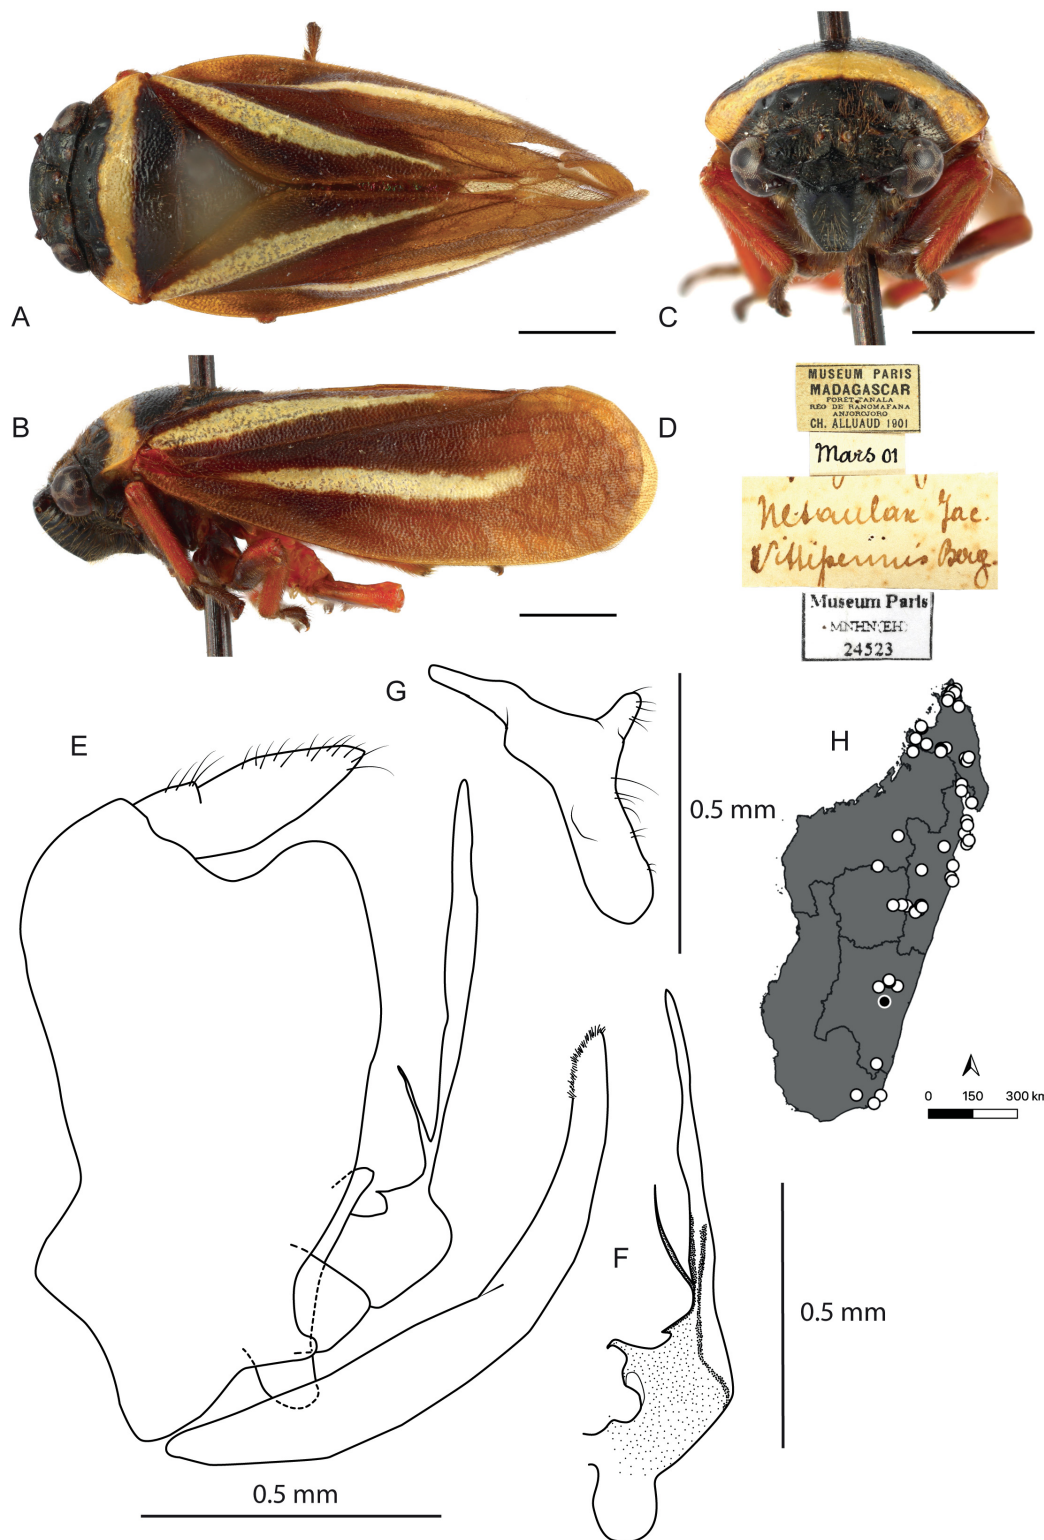 A
C
B
D
MUSEUM PARIS
MADAGASCAR
FORÊT TANALA
RÉG DE RANOMAFANA
ANJOROJORO
CH. ALLUAUD 1901
Mars 01
Nesaulax Jac.
Vittipennis Berg.
Museum Paris
MNHN(EH)
24523
G
E
H
0.5 mm
0 150 300 km
F
0.5 mm
0.5 mm